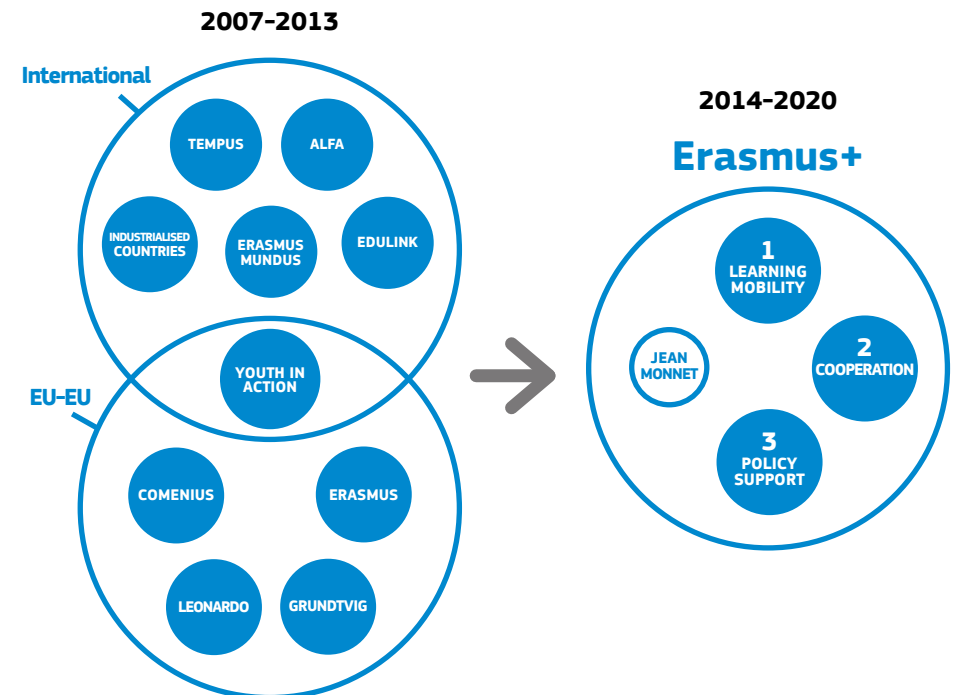 2007-2013
International
TEMPUS
ALFA
INDUSTRIALISED
COUNTRIES
ERASMUS
MUNDUS
EDULINK
YOUTH IN
ACTION
EU-EU
COMENIUS
ERASMUS
LEONARDO
GRUNDTVIG
2014-2020
Erasmus+
1
LEARNING
MOBILITY
JEAN
MONNET
2
COOPERATION
3
POLICY
SUPPORT